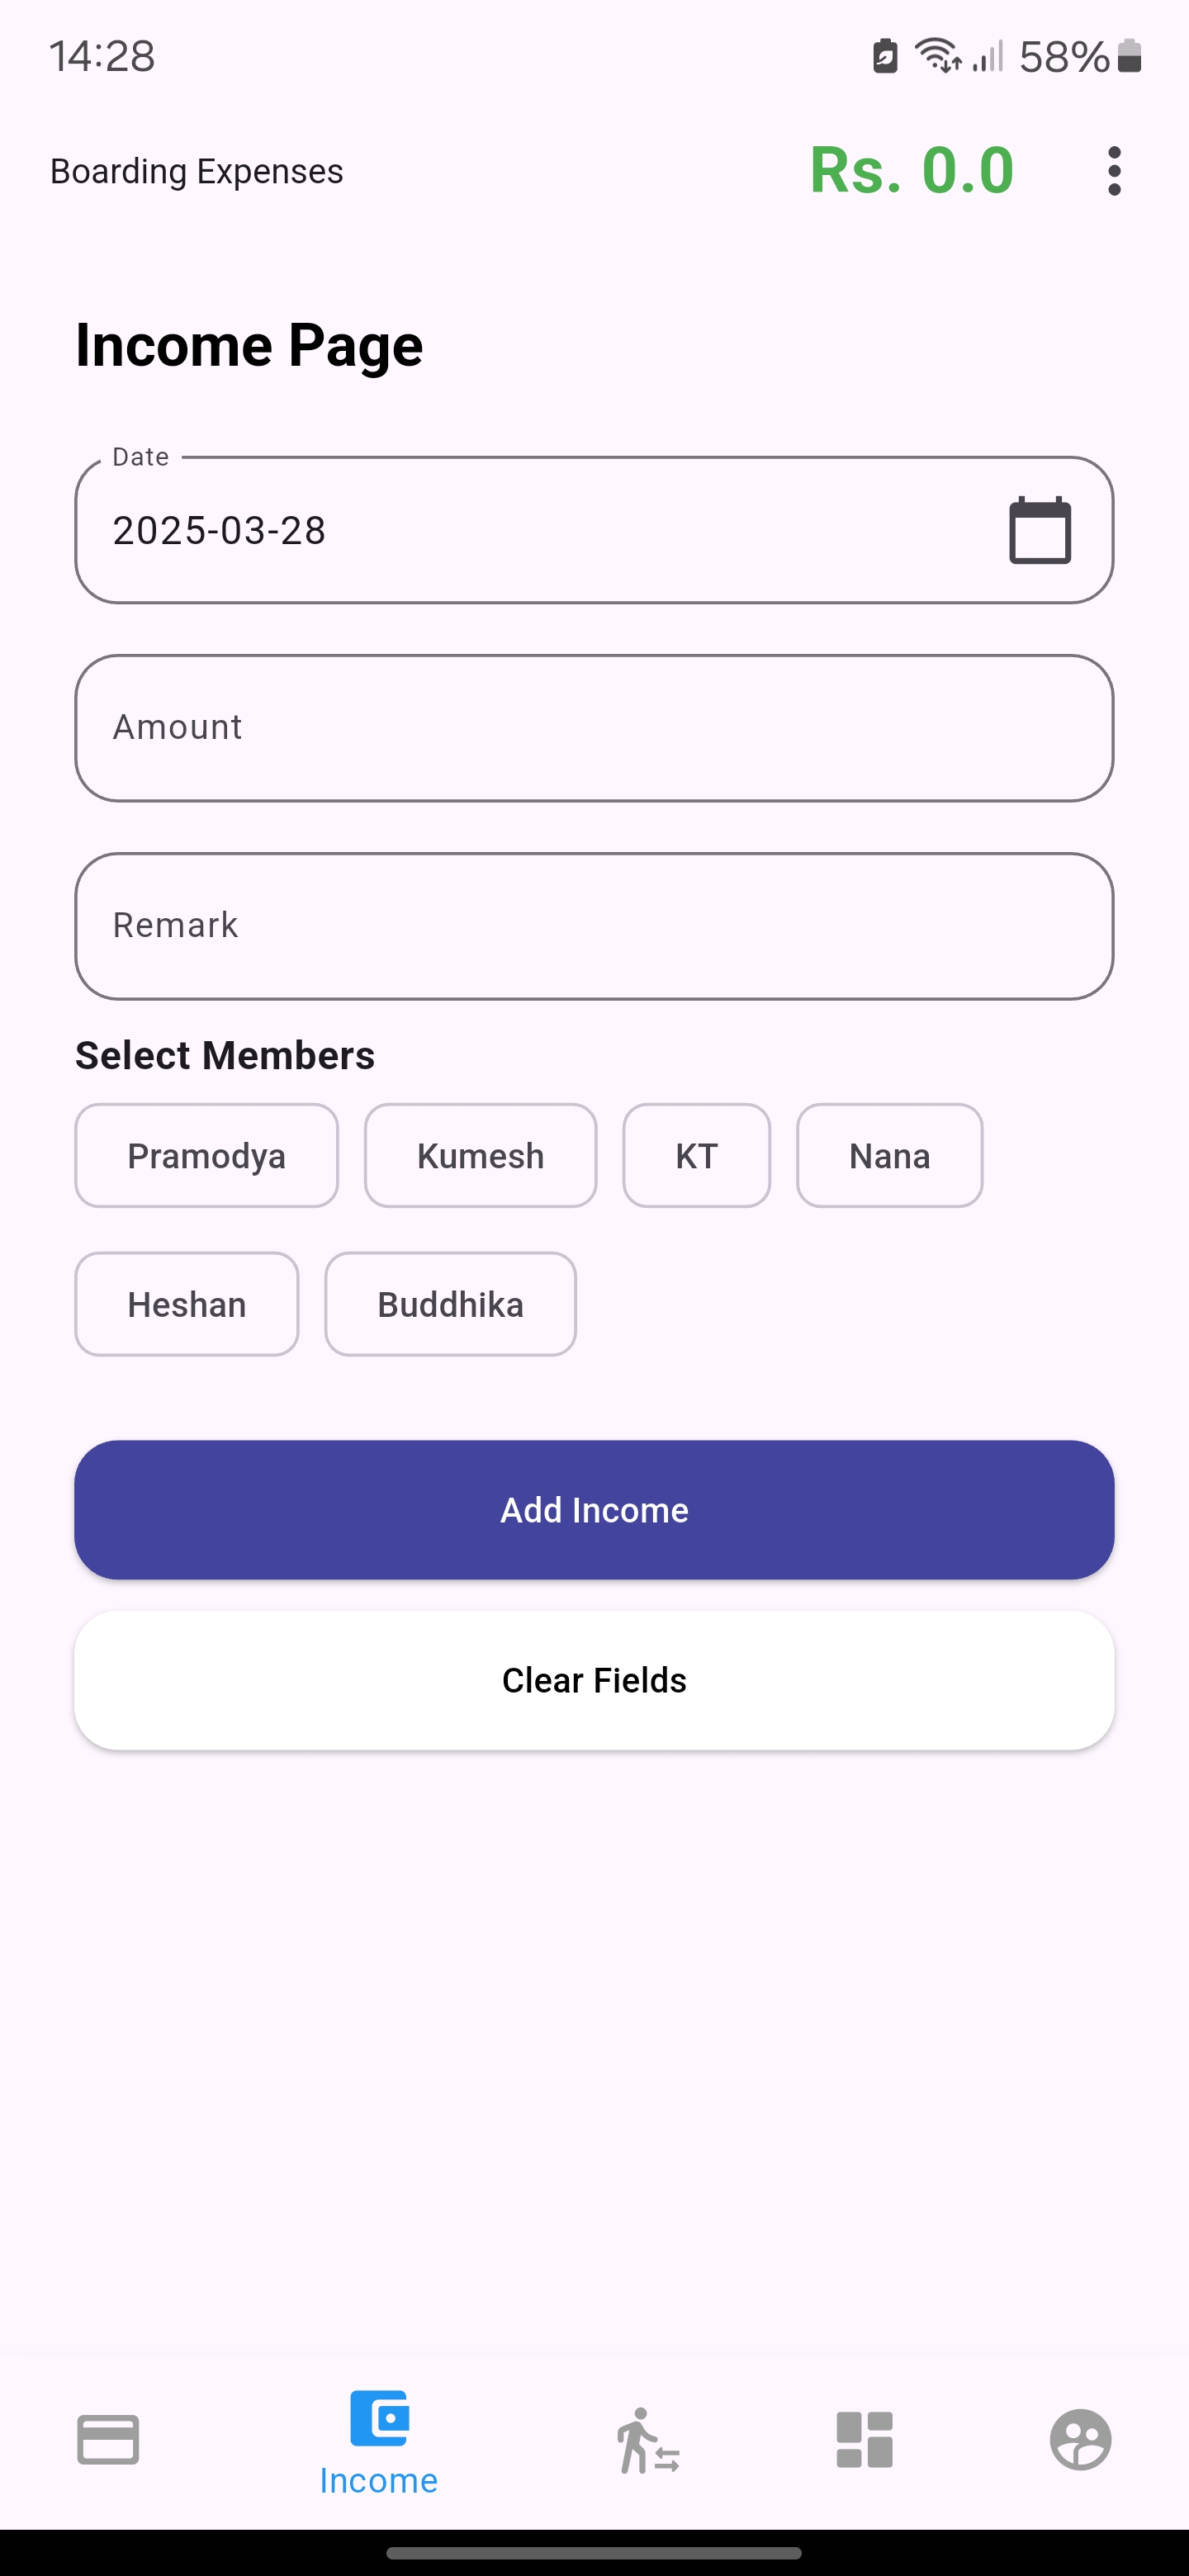 14:28 58%
Boarding Expenses Rs. 0.0
Income Page
Date
2025-03-28
Amount
Remark
Select Members
Pramodya Kumesh KT Nana
Heshan Buddhika
Add Income
Clear Fields
Income